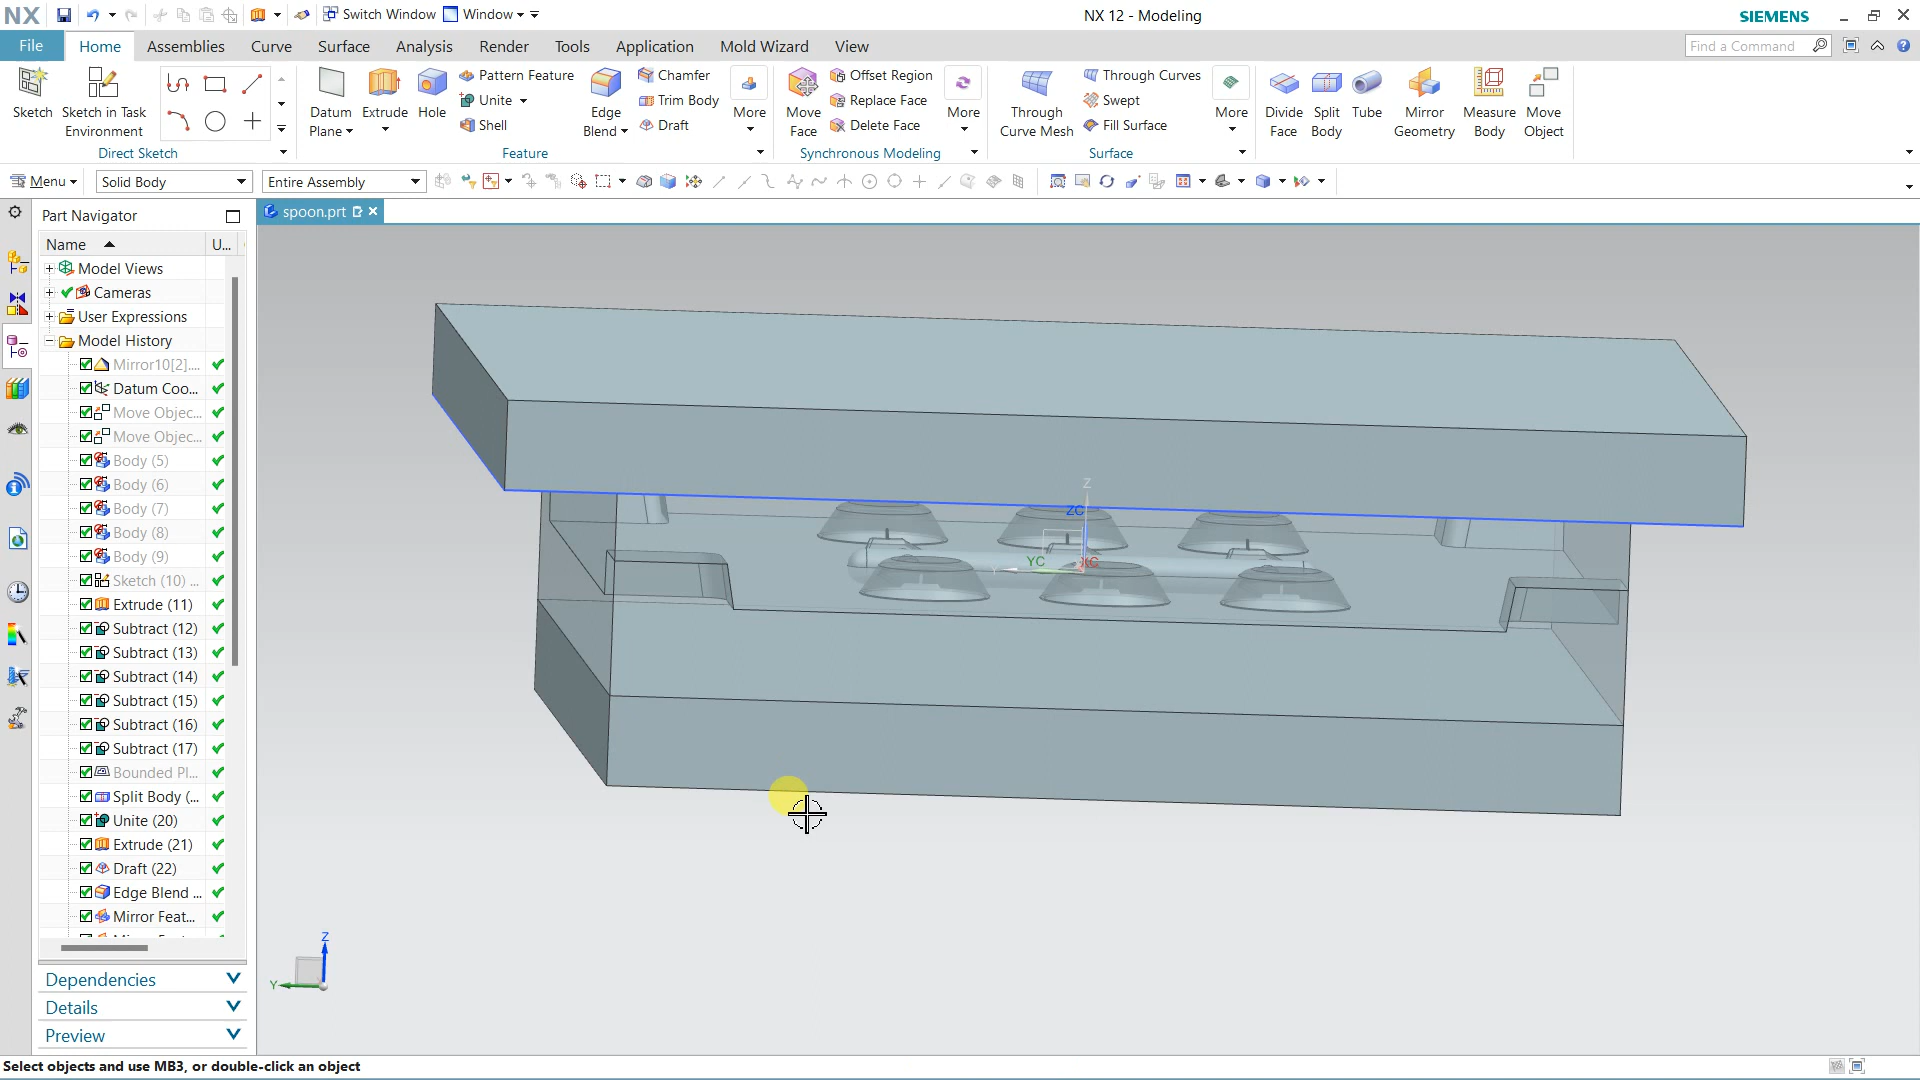 NX Switch Window Window NX 12 - Modeling SIEMENS
File Home Assemblies Curve Surface Analysis Render Tools Application Mold Wizard View Find a Command
Sketch
Sketch in Task Environment
Direct Sketch
Datum Plane
Extrude
Hole
Pattern Feature
Unite
Shell
Edge Blend
Chamfer
Trim Body
Draft
More
Feature
Move Face
Offset Region
Replace Face
Delete Face
More
Synchronous Modeling
Through Curve Mesh
Through Curves
Swept
Fill Surface
More
Surface
Divide Face
Split Body
Tube
Mirror Geometry
Measure Body
Move Object
Menu Solid Body Entire Assembly
Part Navigator
spoon.prt
Name U...
Model Views
Cameras
User Expressions
Model History
Mirror10[2]....
Datum Coo...
Move Objec...
Move Objec...
Body (5)
Body (6)
Body (7)
Body (8)
Body (9)
Sketch (10) ...
Extrude (11)
Subtract (12)
Subtract (13)
Subtract (14)
Subtract (15)
Subtract (16)
Subtract (17)
Bounded Pl...
Split Body (...
Unite (20)
Extrude (21)
Draft (22)
Edge Blend ...
Mirror Feat...
Dependencies
Details
Preview
Z
ZC
YC XC
Y
Z
Y
Select objects and use MB3, or double-click an object